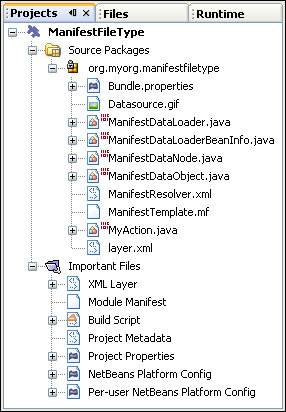 Projects
Files
Runtime
ManifestFileType
Source Packages
org.myorg.manifestfiletype
Bundle.properties
Datasource.gif
ManifestDataLoader.java
ManifestDataLoaderBeanInfo.java
ManifestDataNode.java
ManifestDataObject.java
ManifestResolver.xml
ManifestTemplate.mf
MyAction.java
layer.xml
Important Files
XML Layer
Module Manifest
Build Script
Project Metadata
Project Properties
NetBeans Platform Config
Per-user NetBeans Platform Config